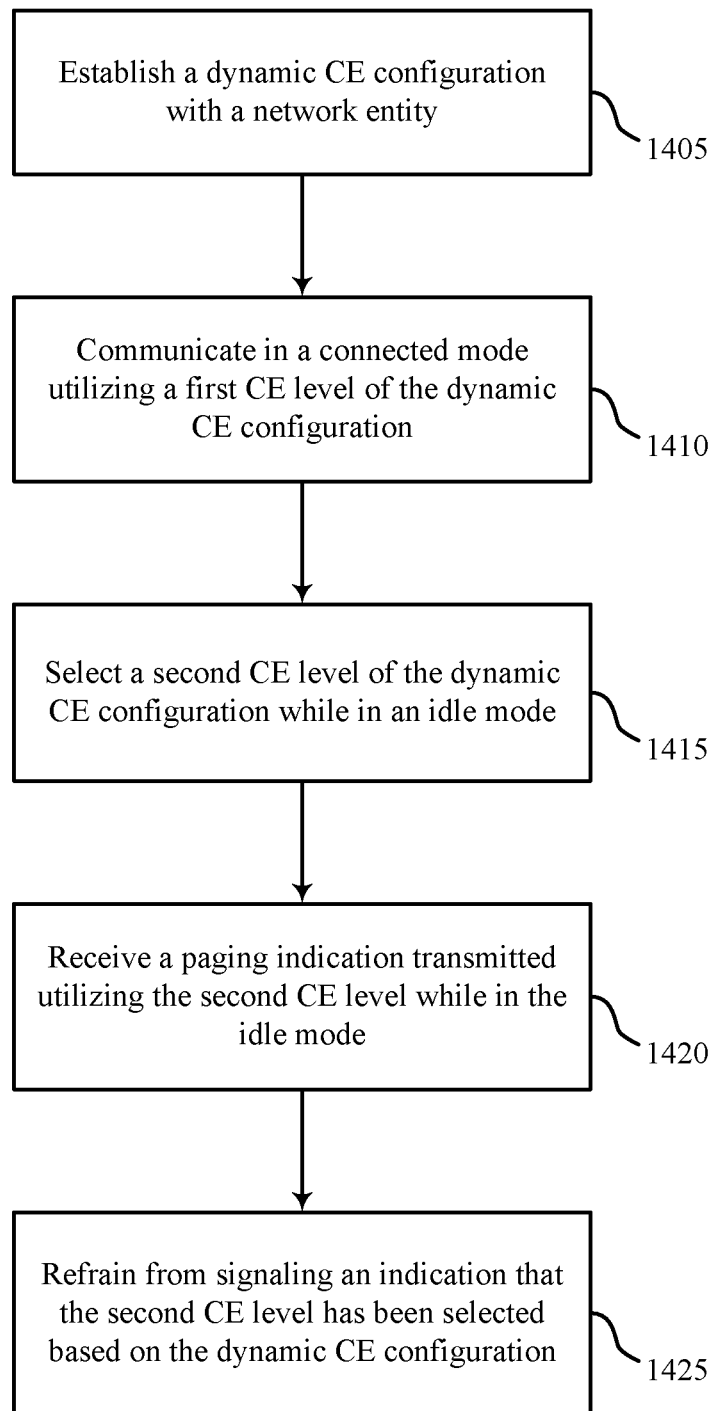 Establish a dynamic CE configuration
with a network entity
1405
Communicate in a connected mode
utilizing a first CE level of the dynamic
CE configuration
1410
Select a second CE level of the dynamic
CE configuration while in an idle mode
1415
Receive a paging indication transmitted
utilizing the second CE level while in the
idle mode
1420
Refrain from signaling an indication that
the second CE level has been selected
based on the dynamic CE configuration
1425